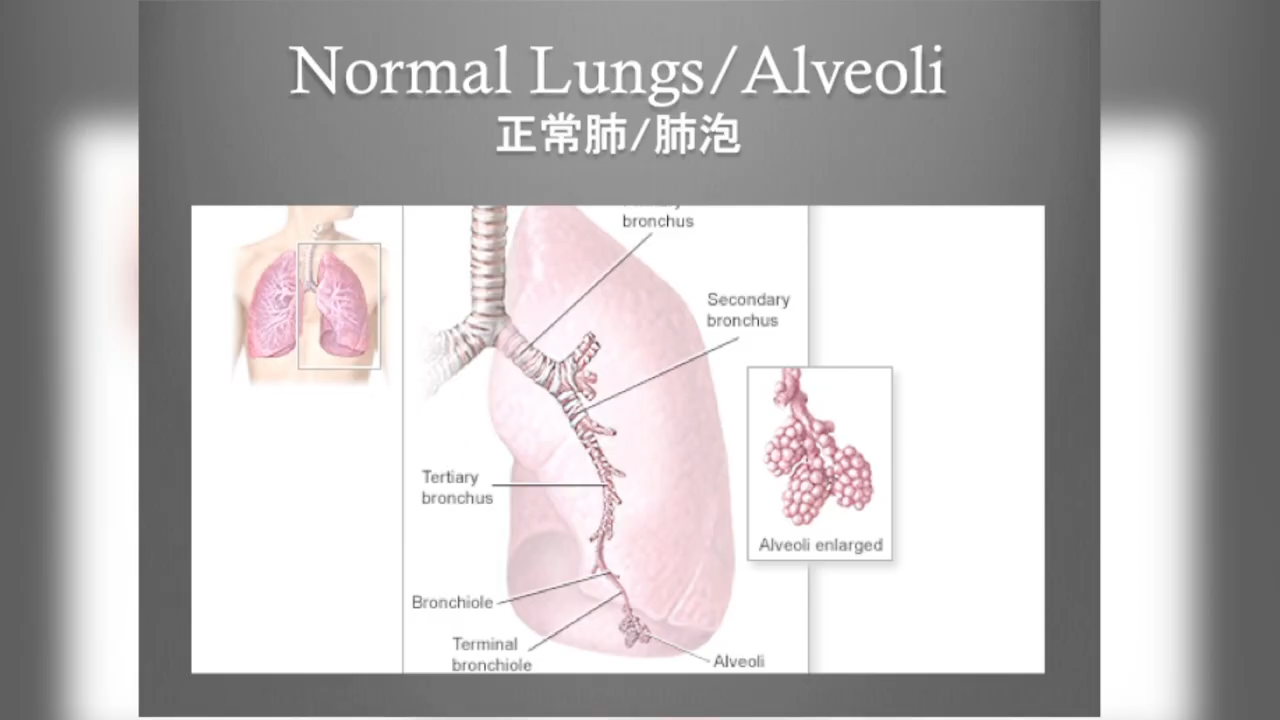 Normal Lungs/Alveoli
正常肺/肺泡
bronchus
Secondary
bronchus
Tertiary
bronchus
Alveoli enlarged
Bronchiole
Terminal
bronchiole
Alveoli